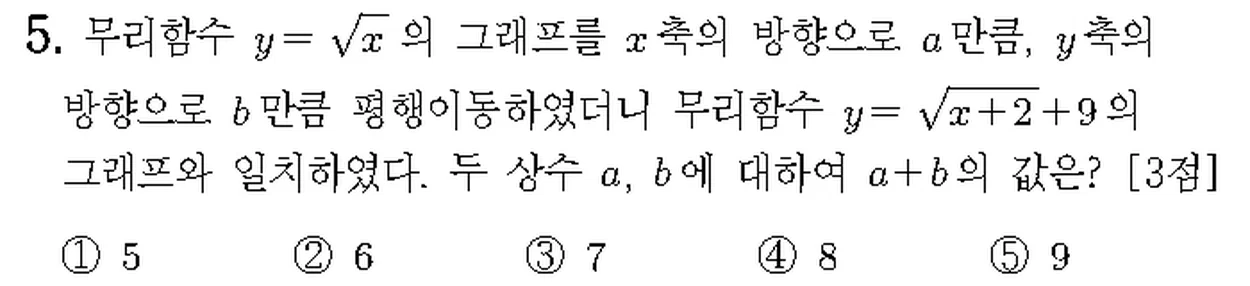 5. 무리함수 y = √x 의 그래프를 x축의 방향으로 a만큼, y축의
방향으로 b만큼 평행이동하였더니 무리함수 y = √(x+2) + 9의
그래프와 일치하였다. 두 상수 a, b에 대하여 a+b의 값은? [3점]
① 5 ② 6 ③ 7 ④ 8 ⑤ 9